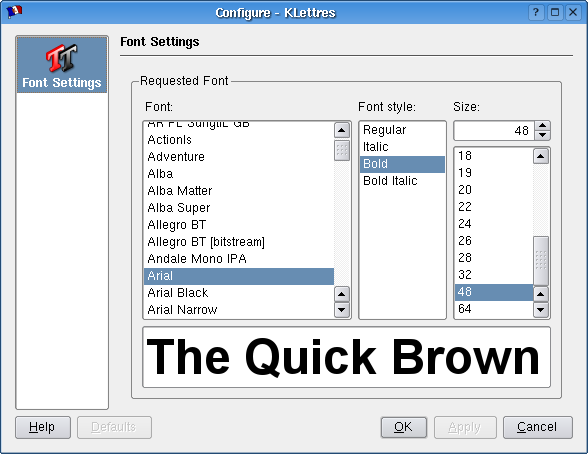 Configure - KLettres
Font Settings
Font Settings
Requested Font
Font:
Font style:
Size:
AR PL SungtiL GB
ActionIs
Adventure
Alba
Alba Matter
Alba Super
Allegro BT
Allegro BT [bitstream]
Andale Mono IPA
Arial
Arial Black
Arial Narrow
Regular
Italic
Bold
Bold Italic
48
18
19
20
22
24
26
28
32
48
64
The Quick Brown
Help
Defaults
OK
Apply
Cancel